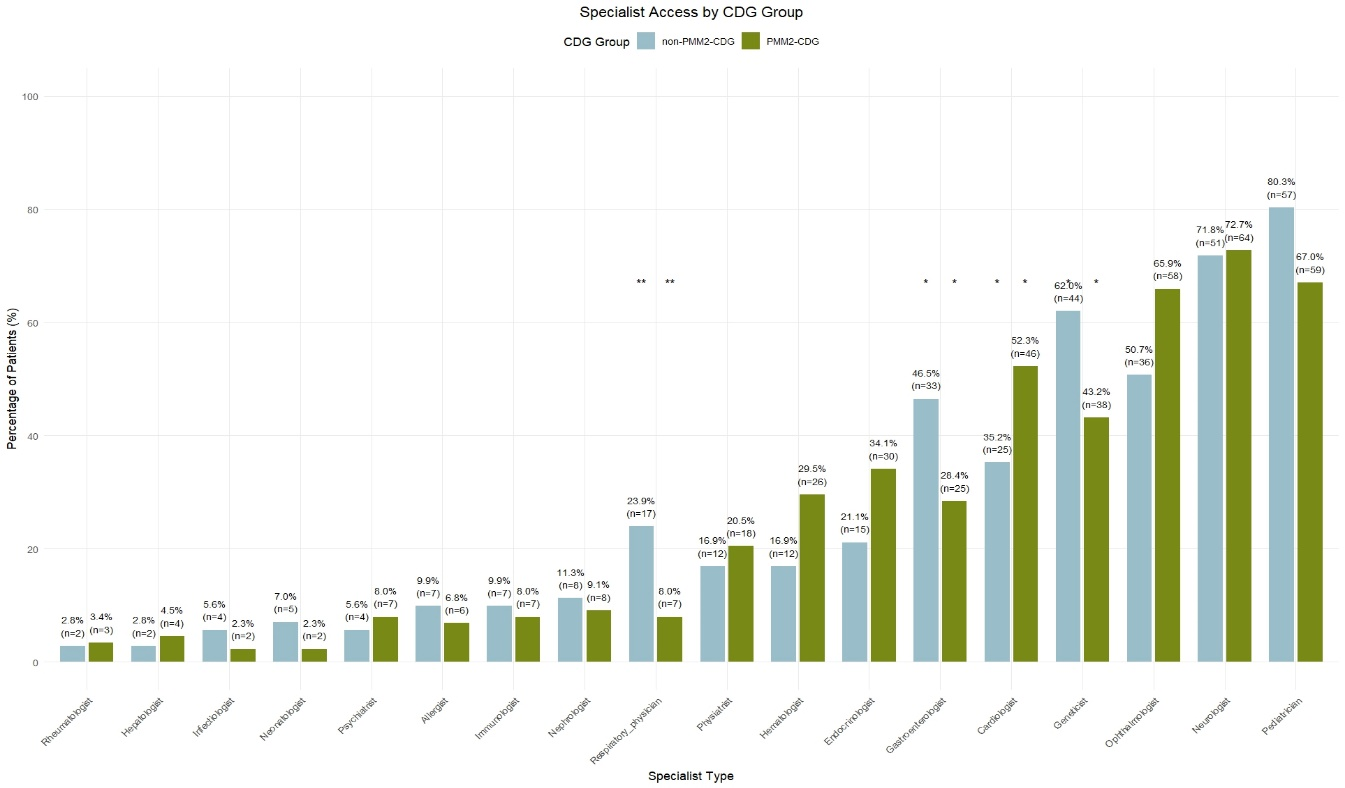 Specialist Access by CDG Group
CDG Group non-PMM2-CDG PMM2-CDG
Percentage of Patients (%)
100
80
60
40
20
0
2.8%
(n=2)
3.4%
(n=3)
2.8%
(n=2)
4.5%
(n=4)
5.6%
(n=4)
2.3%
(n=2)
7.0%
(n=5)
2.3%
(n=2)
5.6%
(n=4)
8.0%
(n=7)
9.9%
(n=7)
6.8%
(n=6)
9.9%
(n=7)
8.0%
(n=7)
11.3%
(n=8)
9.1%
(n=8)
** **
23.9%
(n=17)
8.0%
(n=7)
16.9%
(n=12)
20.5%
(n=18)
16.9%
(n=12)
29.5%
(n=26)
21.1%
(n=15)
34.1%
(n=30)
* *
46.5%
(n=33)
28.4%
(n=25)
* *
35.2%
(n=25)
52.3%
(n=46)
* *
62.0%
(n=44)
43.2%
(n=38)
50.7%
(n=36)
65.9%
(n=58)
71.8%
(n=51)
72.7%
(n=64)
80.3%
(n=57)
67.0%
(n=59)
Rheumatologist
Hepatologist
Infectiologist
Neonatologist
Psychiatrist
Allergist
Immunologist
Nephrologist
Respiratory_physician
Physiatrist
Hematologist
Endocrinologist
Gastroenterologist
Cardiologist
Geneticist
Ophthalmologist
Neurologist
Pediatrician
Specialist Type